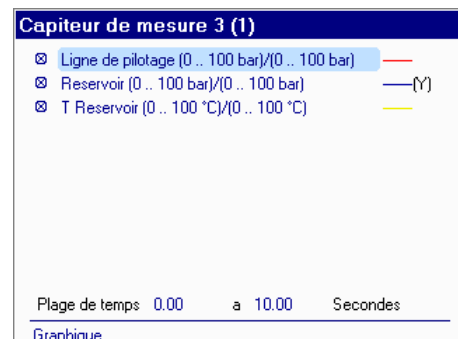 Capiteur de mesure 3 (1)
Ligne de pilotage (0 .. 100 bar)/(0 .. 100 bar)
Reservoir (0 .. 100 bar)/(0 .. 100 bar) (Y)
T Reservoir (0 .. 100 °C)/(0 .. 100 °C)
Plage de temps 0.00 a 10.00 Secondes
Graphique